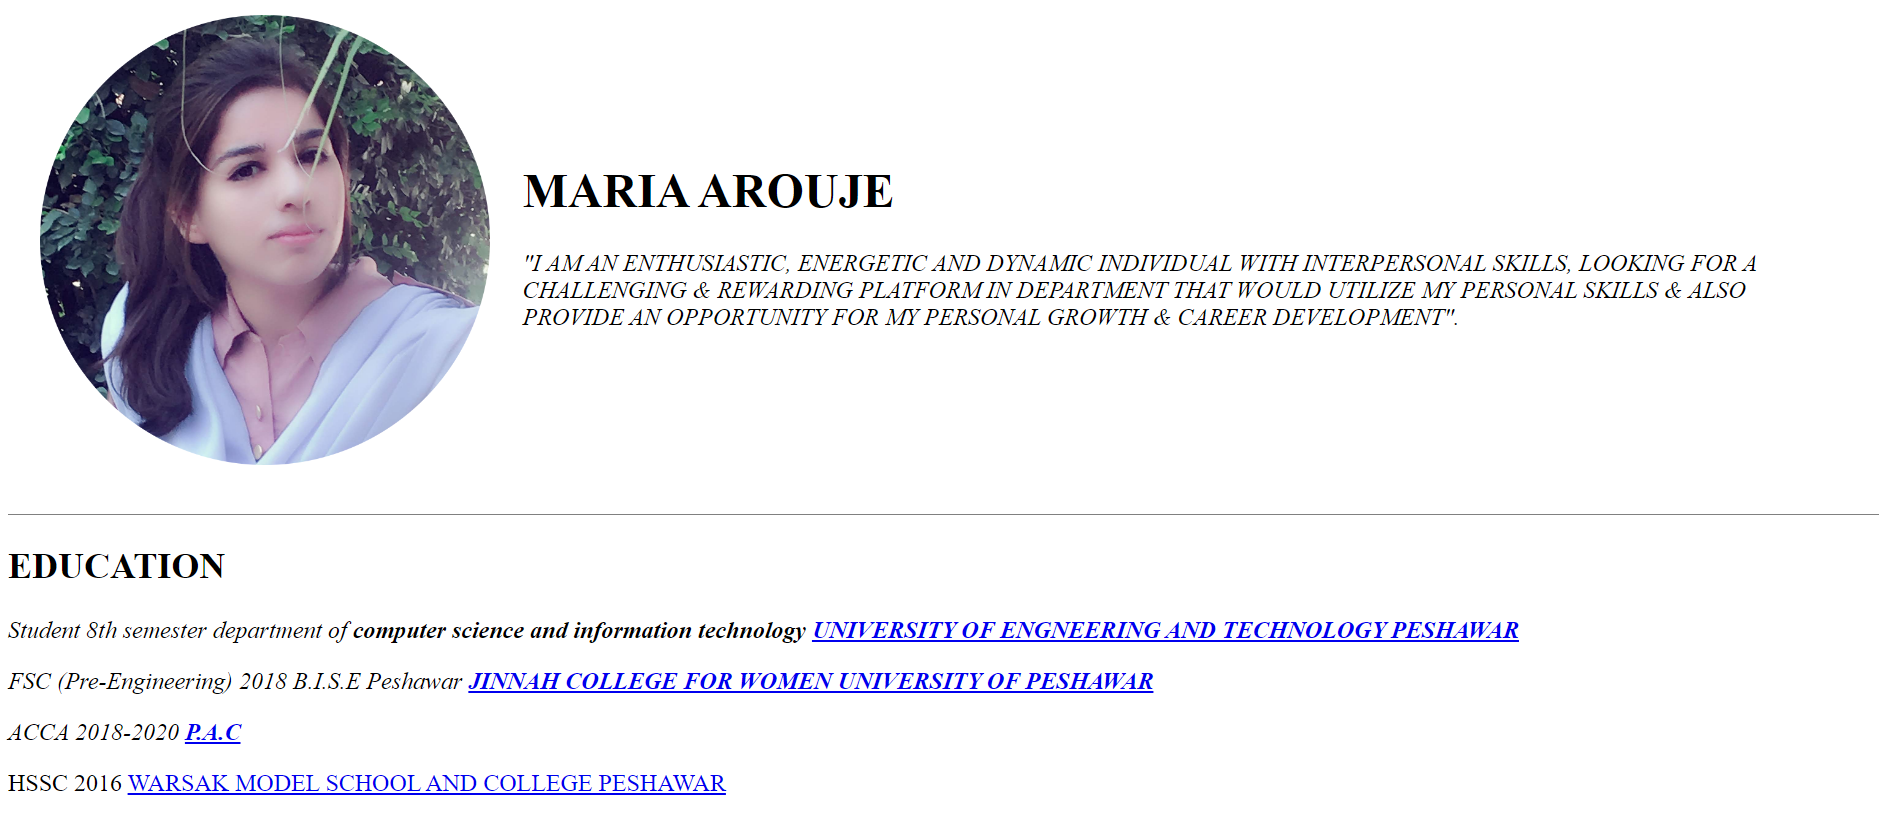 MARIA AROUJE
"I AM AN ENTHUSIASTIC, ENERGETIC AND DYNAMIC INDIVIDUAL WITH INTERPERSONAL SKILLS, LOOKING FOR A
CHALLENGING & REWARDING PLATFORM IN DEPARTMENT THAT WOULD UTILIZE MY PERSONAL SKILLS & ALSO
PROVIDE AN OPPORTUNITY FOR MY PERSONAL GROWTH & CAREER DEVELOPMENT".
EDUCATION
Student 8th semester department of computer science and information technology UNIVERSITY OF ENGNEERING AND TECHNOLOGY PESHAWAR
FSC (Pre-Engineering) 2018 B.I.S.E Peshawar JINNAH COLLEGE FOR WOMEN UNIVERSITY OF PESHAWAR
ACCA 2018-2020 P.A.C
HSSC 2016 WARSAK MODEL SCHOOL AND COLLEGE PESHAWAR